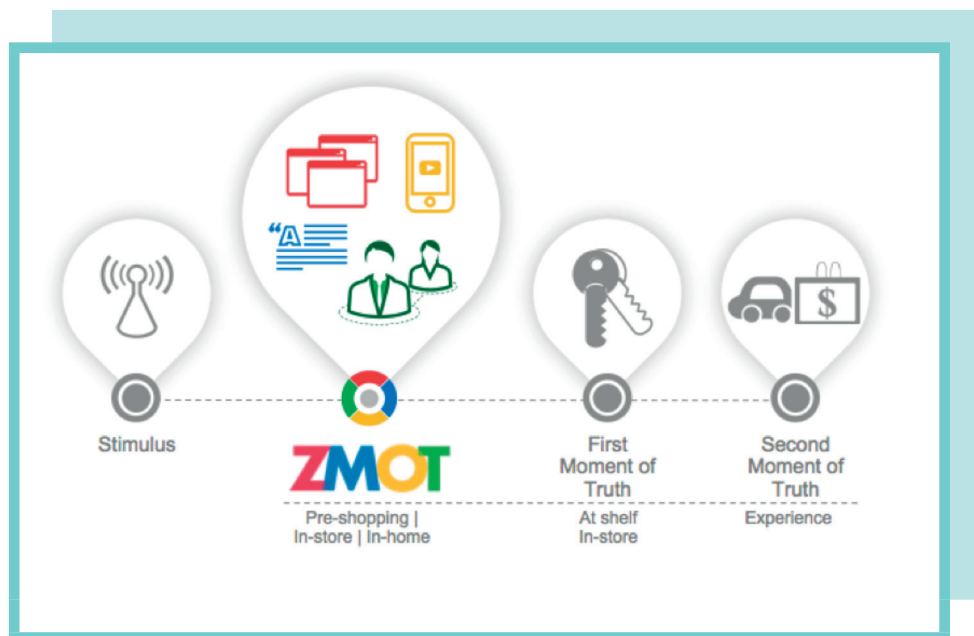 “A
$
Stimulus
ZMOT
Pre-shopping |
In-store | In-home
First
Moment of
Truth
At shelf
In-store
Second
Moment of
Truth
Experience